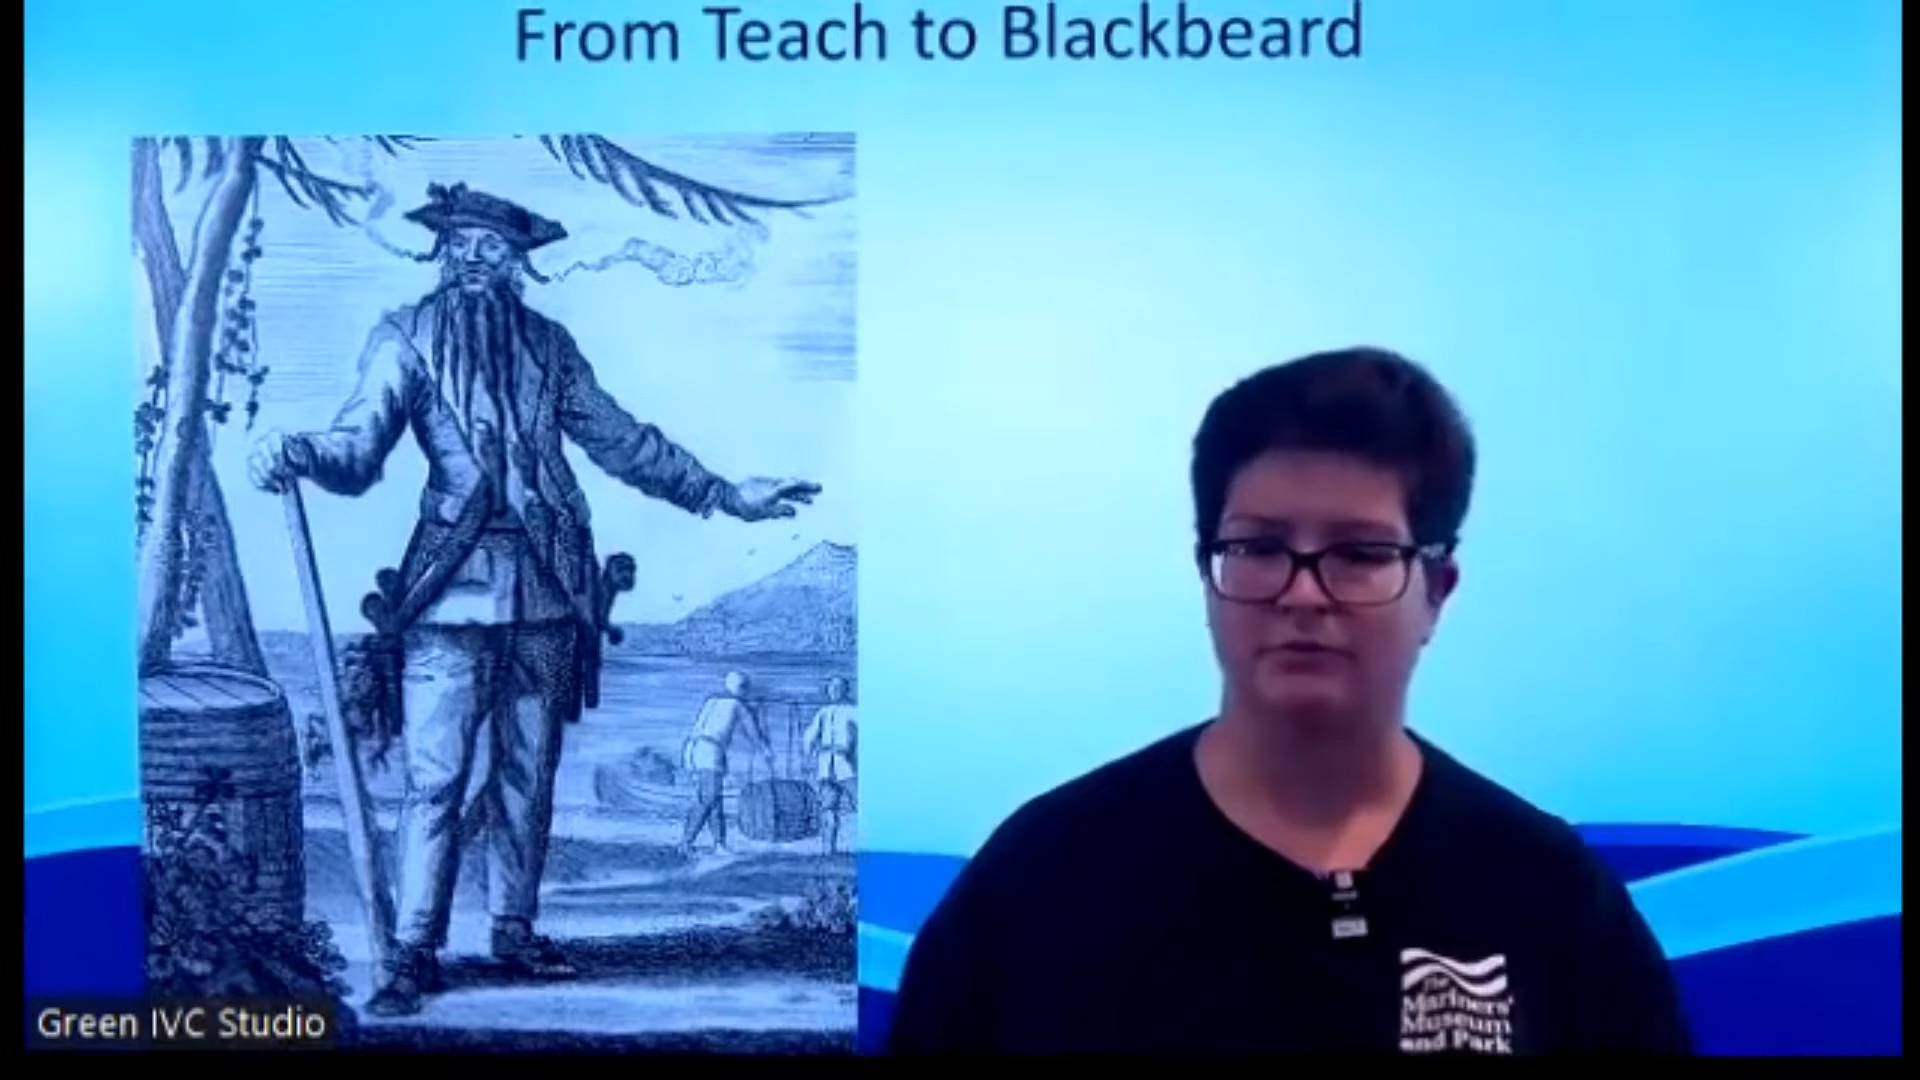 From Teach to Blackbeard
Green IVC Studio
The
Mariners'
Museum
and Park